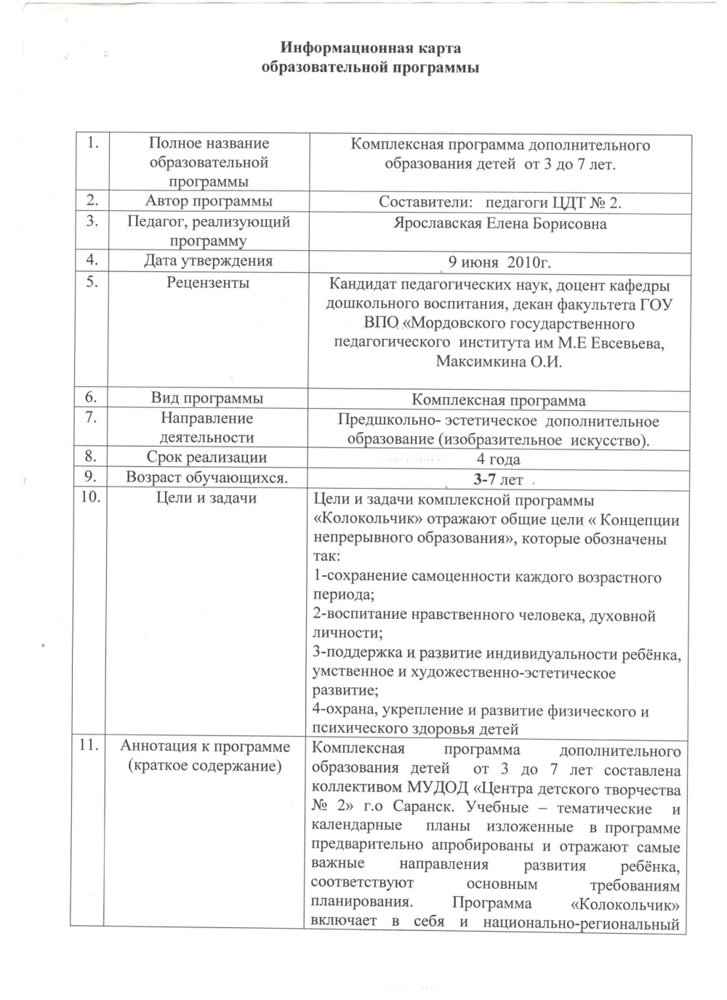 Информационная карта
образовательной программы
1.
Полное название
образовательной
программы
Комплексная программа дополнительного
образования детей от 3 до 7 лет.
2.
Автор программы
Составители: педагоги ЦДТ № 2.
3.
Педагог, реализующий
программу
Ярославская Елена Борисовна
4.
Дата утверждения
9 июня 2010г.
5.
Рецензенты
Кандидат педагогических наук, доцент кафедры
дошкольного воспитания, декан факультета ГОУ
ВПО «Мордовского государственного
педагогического института им М.Е Евсевьева,
Максимкина О.И.
6.
Вид программы
Комплексная программа
7.
Направление
деятельности
Предшкольно- эстетическое дополнительное
образование (изобразительное искусство).
8.
Срок реализации
4 года
9.
Возраст обучающихся.
3-7 лет
10.
Цели и задачи
Цели и задачи комплексной программы
«Колокольчик» отражают общие цели « Концепции
непрерывного образования», которые обозначены
так:
1-сохранение самоценности каждого возрастного
периода;
2-воспитание нравственного человека, духовной
личности;
3-поддержка и развитие индивидуальности ребёнка,
умственное и художественно-эстетическое
развитие;
4-охрана, укрепление и развитие физического и
психического здоровья детей
11.
Аннотация к программе
(краткое содержание)
Комплексная программа дополнительного
образования детей от 3 до 7 лет составлена
коллективом МУДОД «Центра детского творчества
№ 2» г.о Саранск. Учебные – тематические и
календарные планы изложенные в программе
предварительно апробированы и отражают самые
важные направления развития ребёнка,
соответствуют основным требованиям
планирования. Программа «Колокольчик»
включает в себя и национально-региональный